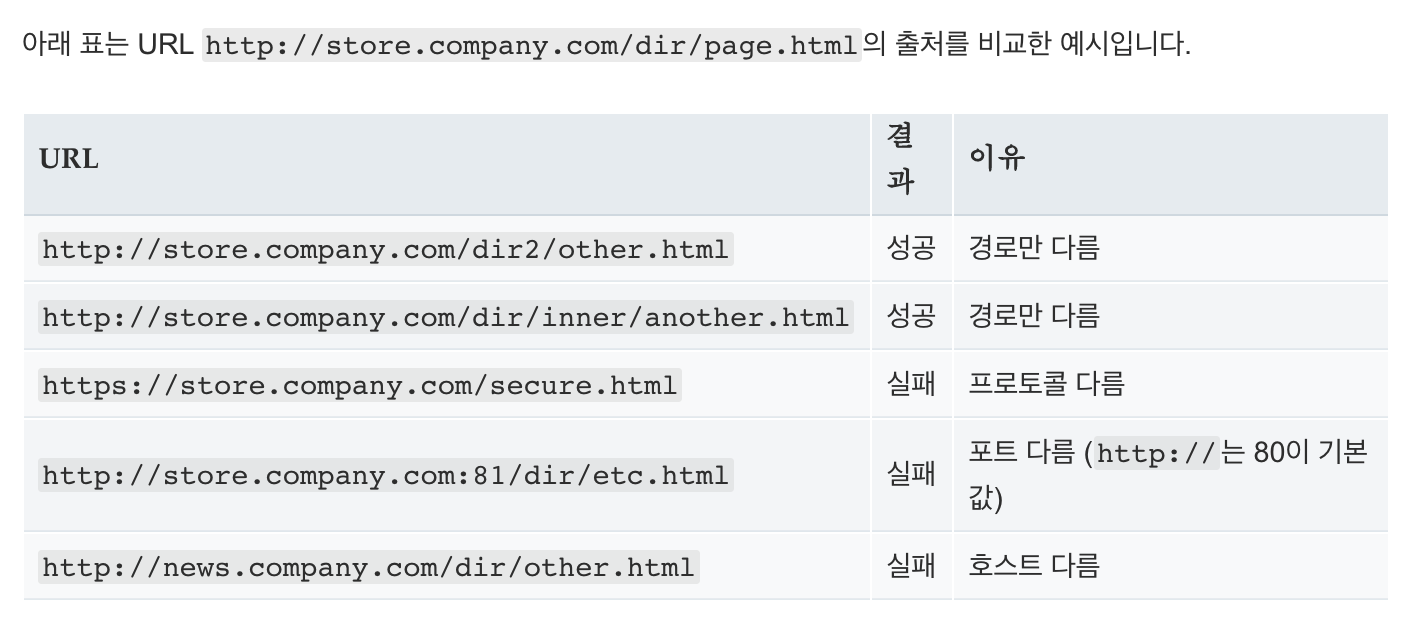 아래 표는 URL http://store.company.com/dir/page.html의 출처를 비교한 예시입니다.
URL 결과 이유
http://store.company.com/dir2/other.html 성공 경로만 다름
http://store.company.com/dir/inner/another.html 성공 경로만 다름
https://store.company.com/secure.html 실패 프로토콜 다름
http://store.company.com:81/dir/etc.html 실패 포트 다름 (http://는 80이 기본값)
http://news.company.com/dir/other.html 실패 호스트 다름